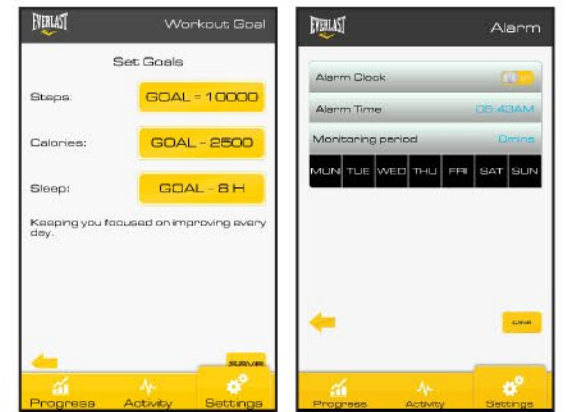 EVERLAST
Workout Goal
Set Goals
Steps:
GOAL = 10000
Calories:
GOAL - 2500
Sleep:
GOAL - 8 H
Keeping you focused on improving every
day.
SAVE
Progress
Activity
Settings
EVERLAST
Alarm
Alarm Clock
Alarm Time
06:43AM
Monitoring period
0mins
MON TUE WED THU FRI SAT SUN
SAVE
Progress
Activity
Settings